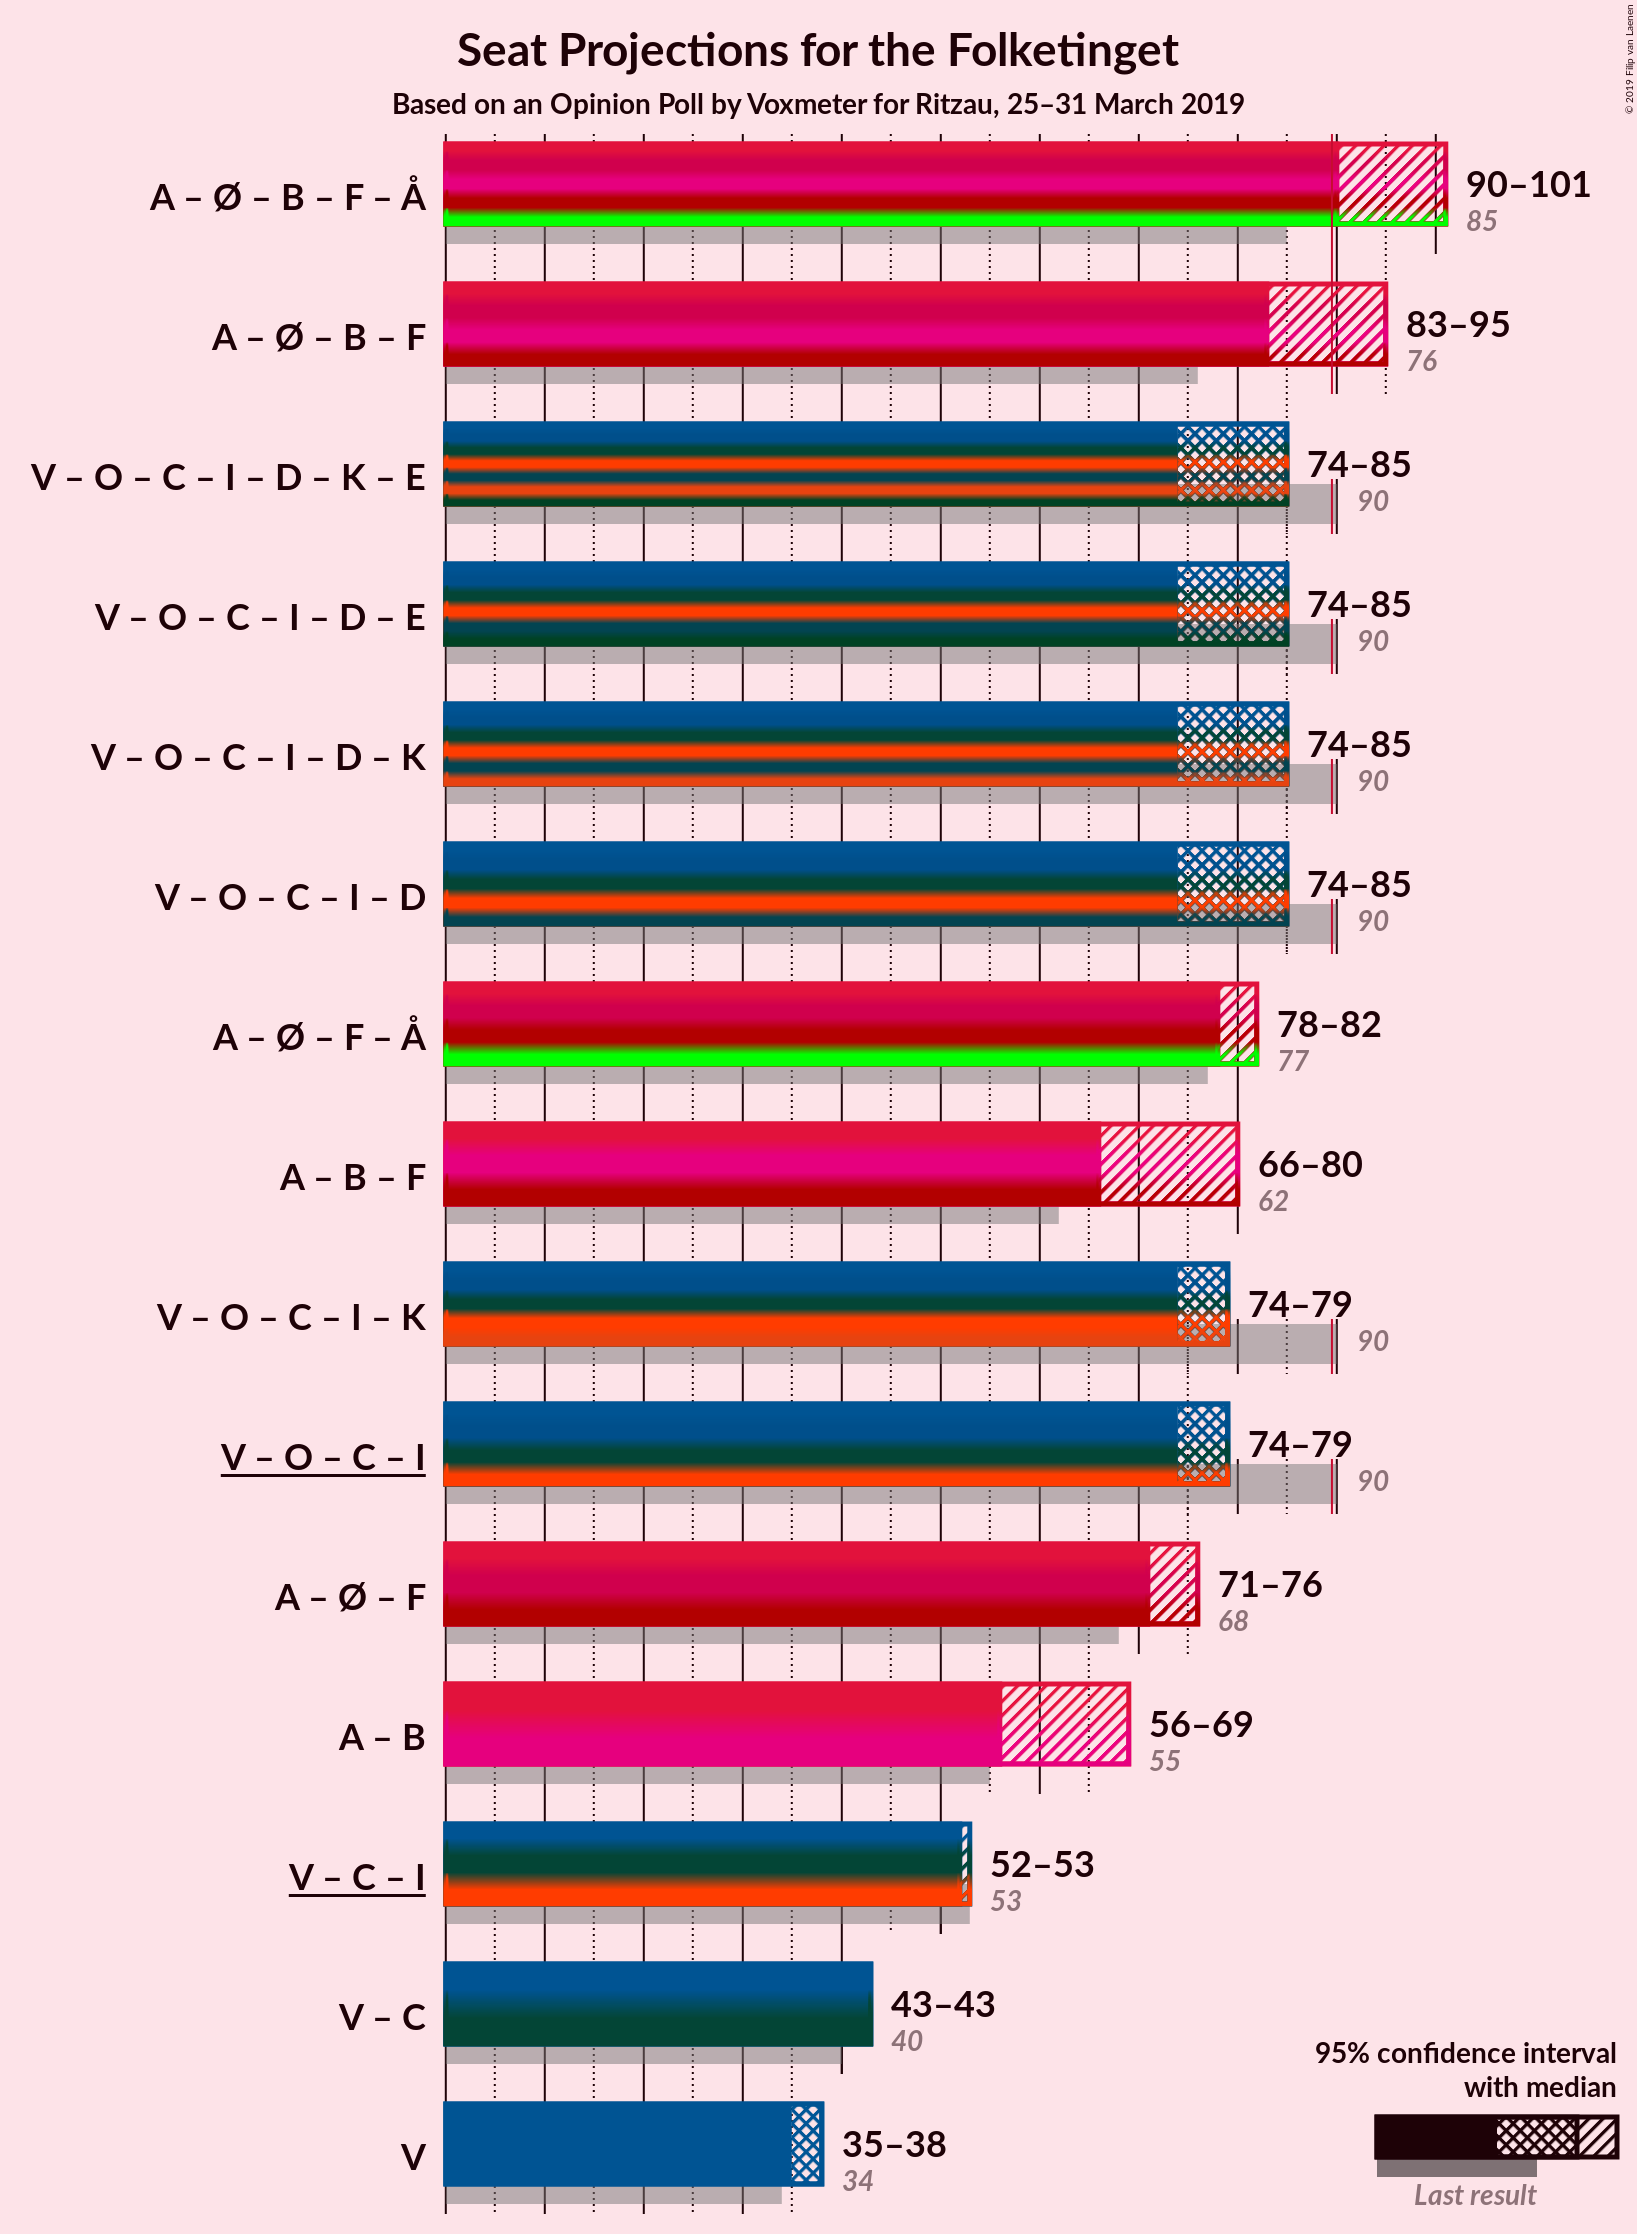 Seat Projections for the Folketinget
Based on an Opinion Poll by Voxmeter for Ritzau, 25–31 March 2019
© 2019 Filip van Laenen
A – Ø – B – F – Å
90–101
85
A – Ø – B – F
83–95
76
V – O – C – I – D – K – E
74–85
90
V – O – C – I – D – E
74–85
90
V – O – C – I – D – K
74–85
90
V – O – C – I – D
74–85
90
A – Ø – F – Å
78–82
77
A – B – F
66–80
62
V – O – C – I – K
74–79
90
V – O – C – I
74–79
90
A – Ø – F
71–76
68
A – B
56–69
55
V – C – I
52–53
53
V – C
43–43
40
V
35–38
34
95% confidence interval
with median
Last result